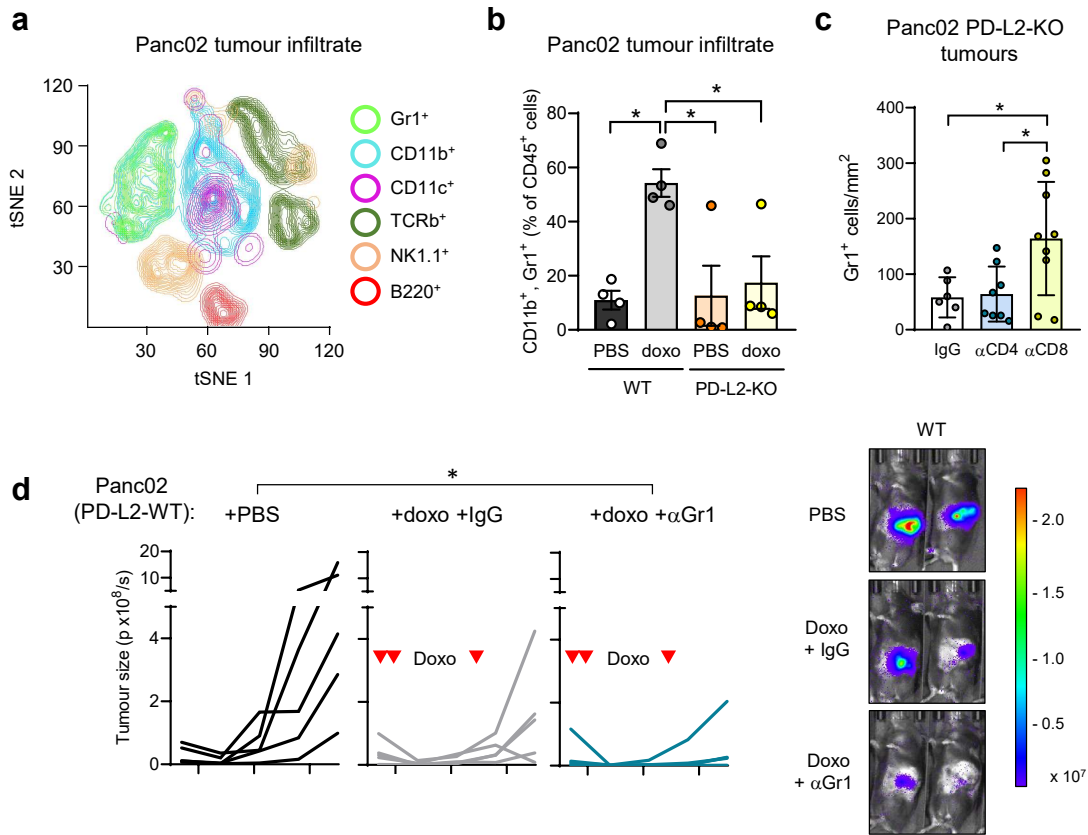 a
Panc02 tumour infiltrate
tSNE 2
120
90
60
30
30 60 90 120
tSNE 1
Gr1⁺
CD11b⁺
CD11c⁺
TCRb⁺
NK1.1⁺
B220⁺
b
Panc02 tumour infiltrate
CD11b⁺, Gr1⁺ (% of CD45⁺ cells)
80
60
40
20
0
* * * *
PBS doxo PBS doxo
WT PD-L2-KO
c
Panc02 PD-L2-KO
tumours
Gr1⁺ cells/mm²
400
300
200
100
0
*
*
IgG αCD4 αCD8
d
Panc02
(PD-L2-WT):
*
+PBS +doxo +IgG +doxo +αGr1
Tumour size (p x10⁸/s)
20
10
4
2
0
Doxo
Doxo
WT
PBS
Doxo
+ IgG
Doxo
+ αGr1
- 2.0
- 1.5
- 1.0
- 0.5
x 10⁷